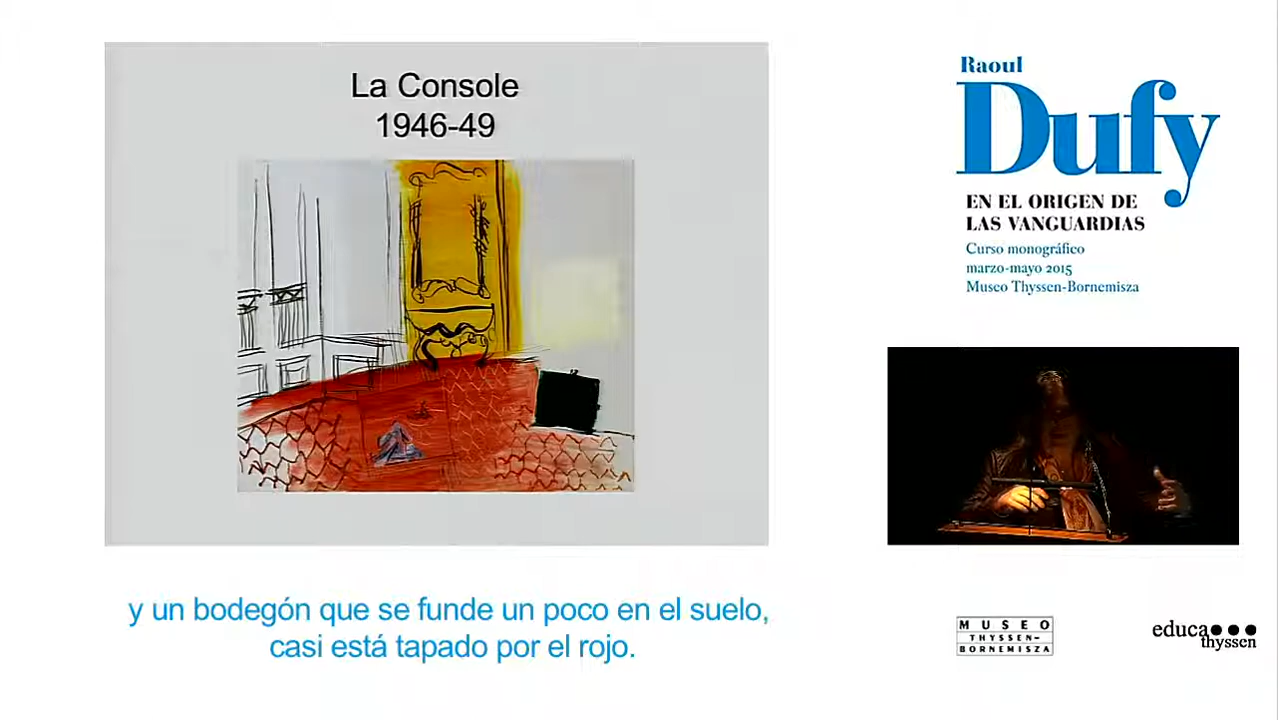 La Console
1946-49
Raoul
Dufy
EN EL ORIGEN DE
LAS VANGUARDIAS
Curso monográfico
marzo-mayo 2015
Museo Thyssen-Bornemisza
y un bodegón que se funde un poco en el suelo,
casi está tapado por el rojo.
MUSEO
THYSSEN-
BORNEMISZA
educa
thyssen